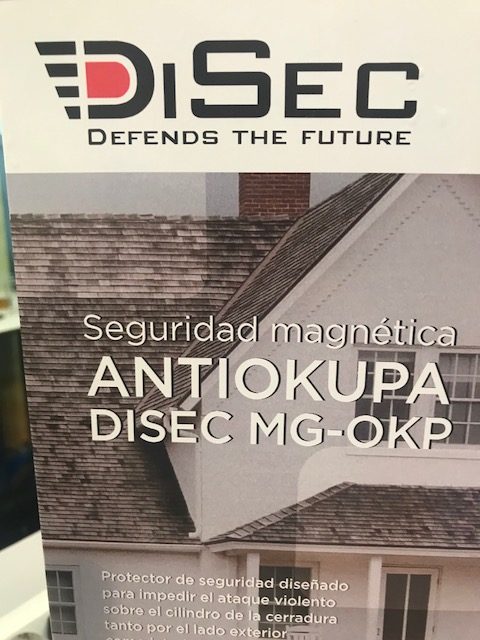 DiSEC
DEFENDS THE FUTURE
Seguridad magnética
ANTIOKUPA
DISEC MG-OKP
Protector de seguridad diseñado
para impedir el ataque violento
sobre el cilindro de la cerradura
tanto por el lado exterior